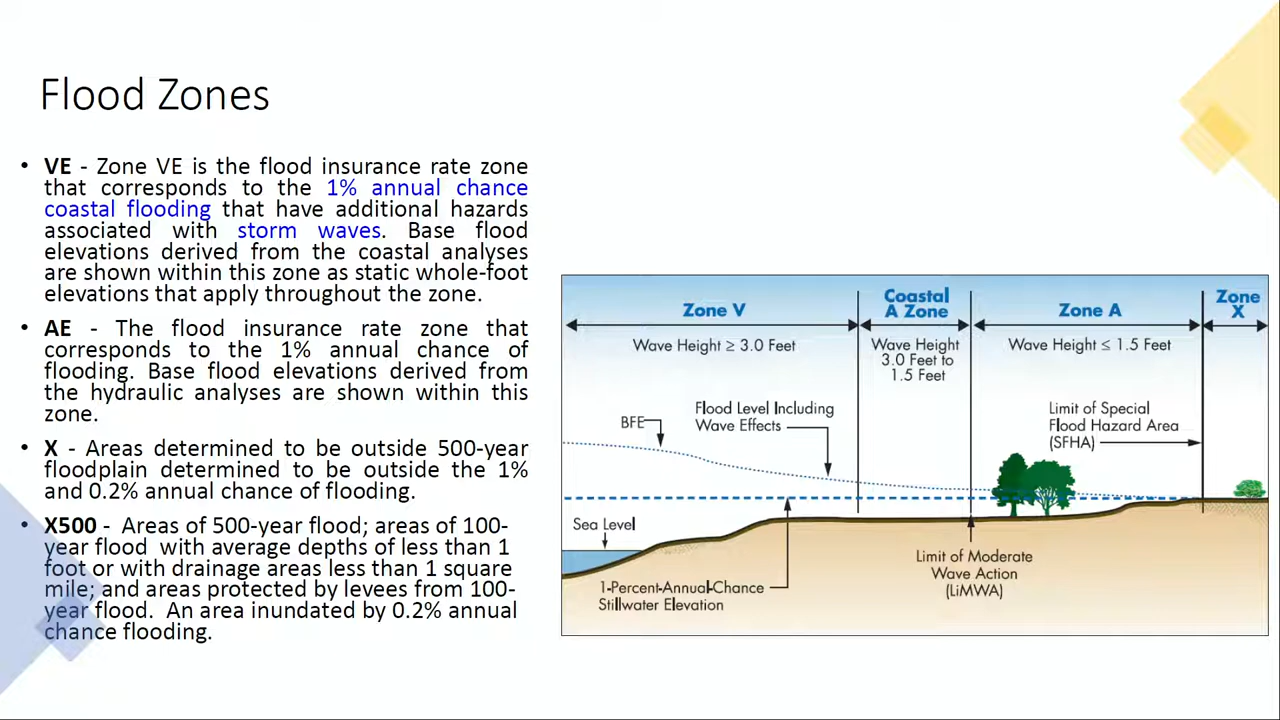 Flood Zones
• VE - Zone VE is the flood insurance rate zone
that corresponds to the 1% annual chance
coastal flooding that have additional hazards
associated with storm waves. Base flood
elevations derived from the coastal analyses
are shown within this zone as static whole-foot
elevations that apply throughout the zone.
• AE - The flood insurance rate zone that
corresponds to the 1% annual chance of
flooding. Base flood elevations derived from
the hydraulic analyses are shown within this
zone.
• X - Areas determined to be outside 500-year
floodplain determined to be outside the 1%
and 0.2% annual chance of flooding.
• X500 - Areas of 500-year flood; areas of 100-
year flood with average depths of less than 1
foot or with drainage areas less than 1 square
mile; and areas protected by levees from 100-
year flood. An area inundated by 0.2% annual
chance flooding.
Zone V
Wave Height ≥ 3.0 Feet
Coastal
A Zone
Wave Height
3.0 Feet to
1.5 Feet
Zone A
Wave Height ≤ 1.5 Feet
Zone
X
BFE
Flood Level Including
Wave Effects
Limit of Special
Flood Hazard Area
(SFHA)
Sea Level
1-Percent-Annual-Chance
Stillwater Elevation
Limit of Moderate
Wave Action
(LiMWA)